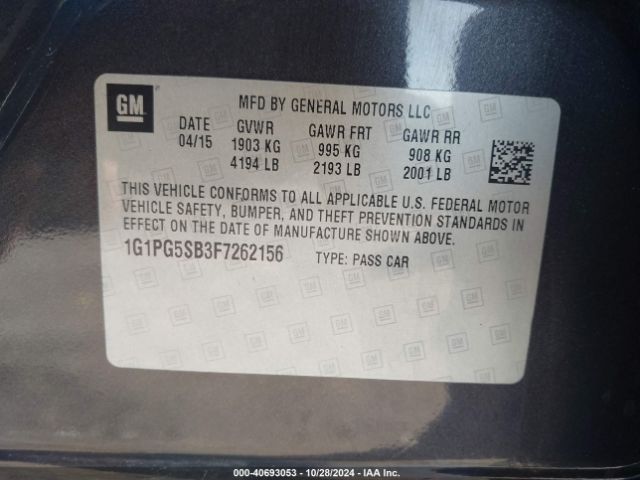 GM
MFD BY GENERAL MOTORS LLC
DATE GVWR GAWR FRT GAWR RR
04/15 1903 KG 995 KG 908 KG
4194 LB 2193 LB 2001 LB
THIS VEHICLE CONFORMS TO ALL APPLICABLE U.S. FEDERAL MOTOR
VEHICLE SAFETY, BUMPER, AND THEFT PREVENTION STANDARDS IN
EFFECT ON THE DATE OF MANUFACTURE SHOWN ABOVE.
1G1PG5SB3F7262156 TYPE: PASS CAR
© - 40693053 - 10/28/2024 - IAA Inc.